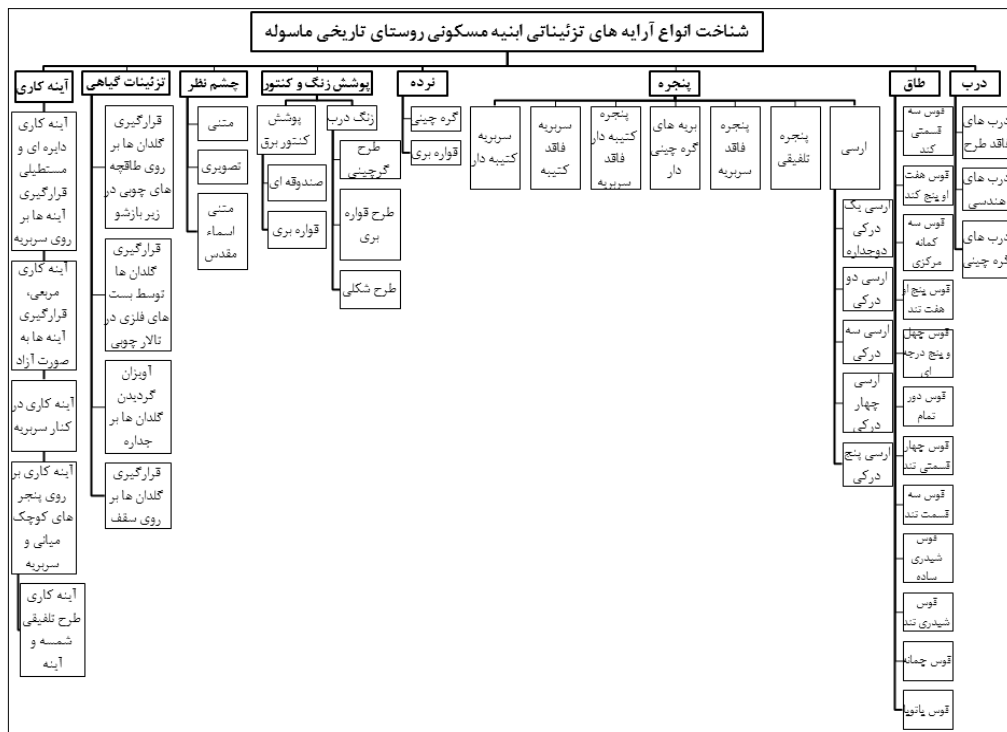 شناخت انواع آرایه های تزئیناتی ابنیه مسکونی روستای تاریخی ماسوله
درب
درب های
فاقد طرح
درب های
هندسی
درب های
گره چینی
طاق
قوس سه
قسمتی
کند
قوس هفت
او پنج کند
قوس سه
کمانه
مرکزی
قوس پنج او
هفت تند
قوس چهل
و پنج درجه
ای
قوس دور
تمام
قوس چهار
قسمتی تند
قوس سه
قسمت تند
قوس
شبدری
ساده
قوس
شبدری تند
قوس چمانه
قوس پاتوپا
پنجره
ارسی
ارسی یک
درکی
دوجداره
ارسی دو
درکی
ارسی سه
درکی
ارسی
چهار
درکی
ارسی پنج
درکی
پنجره
تلفیقی
پنجره
فاقد
سربریه
بریه های
گره چینی
دار
پنجره
کتیبه دار
فاقد
سربریه
سربریه
فاقد
کتیبه
سربریه
کتیبه دار
نرده
گره چینی
قواره بری
پوشش زنگ و کنتور
زنگ درب
طرح
گرچینی
طرح قواره
بری
طرح شکلی
پوشش
کنتور برق
صندوقه ای
قواره بری
چشم نظر
متنی
تصویری
متنی
اسماء
مقدس
تزئینات گیاهی
قرارگیری
گلدان ها بر
روی طاقچه
های چوبی در
زیر بازشو
قرارگیری
گلدان ها
توسط بست
های فلزی در
تالار چوبی
آویزان
گردیدن
گلدان ها بر
جداره
قرارگیری
گلدان ها بر
روی سقف
آینه کاری
آینه کاری
دایره ای و
مستطیلی
قرارگیری
آینه ها بر
روی سربریه
آینه کاری
مربعی،
قرارگیری
آینه ها به
صورت آزاد
آینه کاری در
کنار سربریه
آینه کاری بر
روی پنجر
های کوچک
میانی و
سربریه
آینه کاری
طرح تلفیقی
شمسه و
آینه